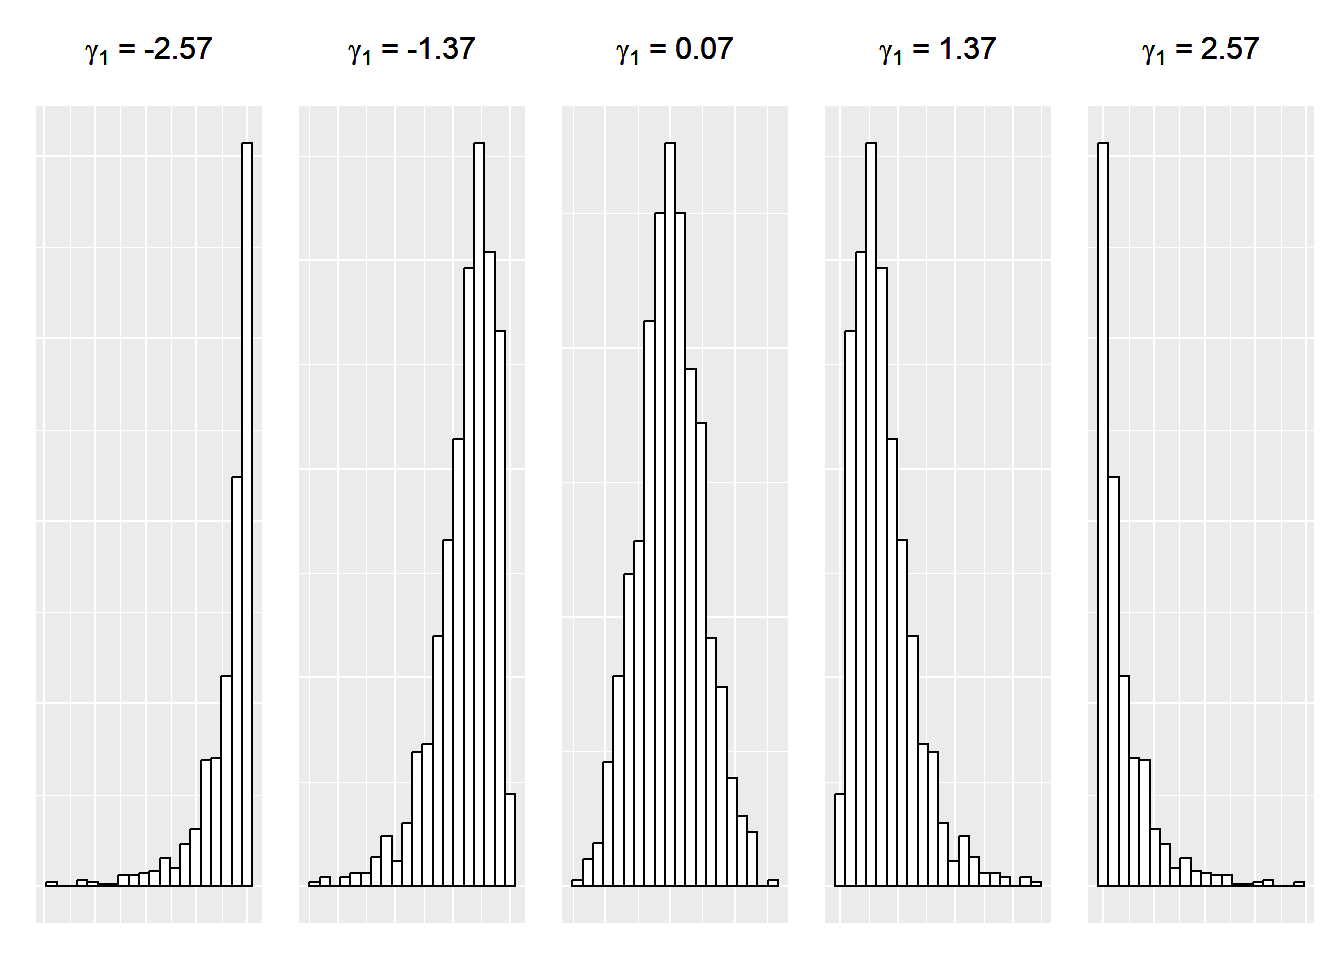 γ₁ = -2.57
γ₁ = -1.37
γ₁ = 0.07
γ₁ = 1.37
γ₁ = 2.57